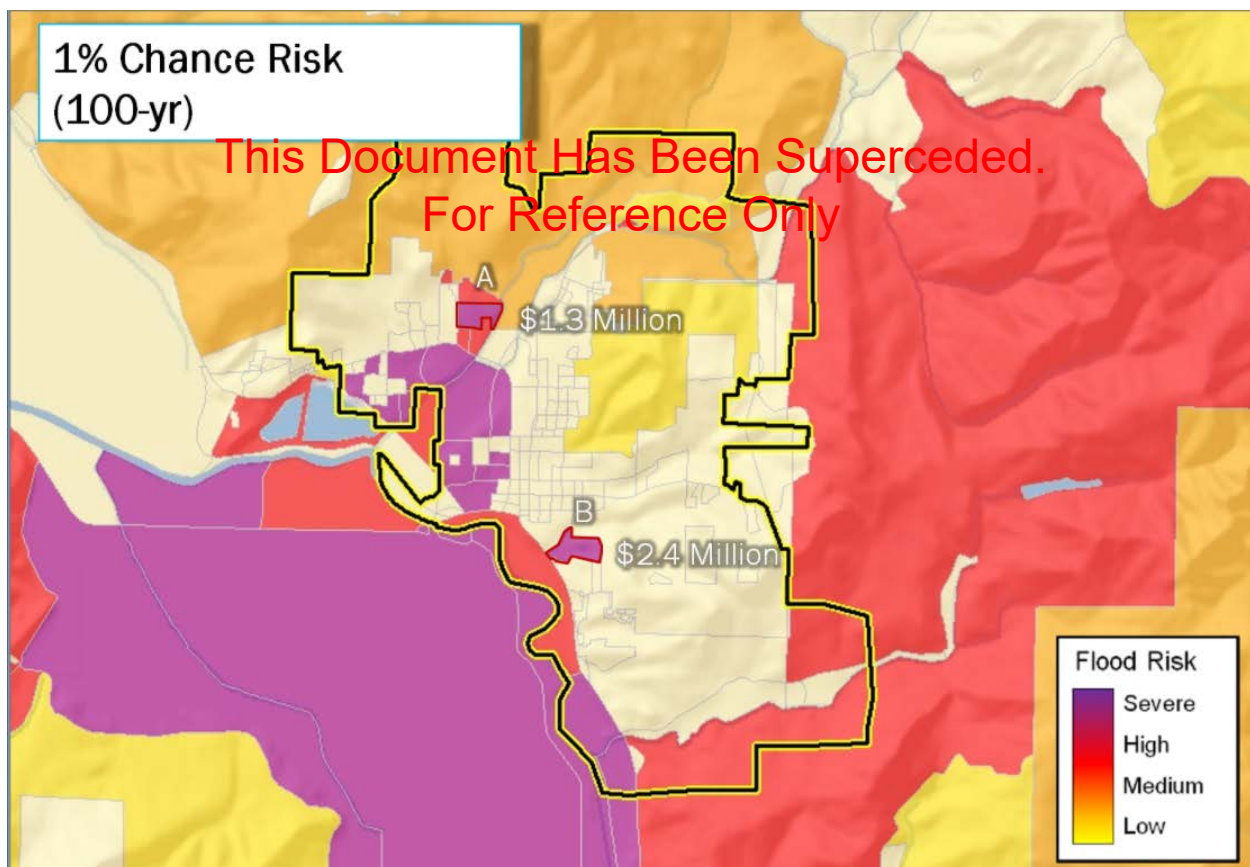 1% Chance Risk
(100-yr)
This Document Has Been Superceded.
For Reference Only
A
$1.3 Million
B
$2.4 Million
Flood Risk
Severe
High
Medium
Low